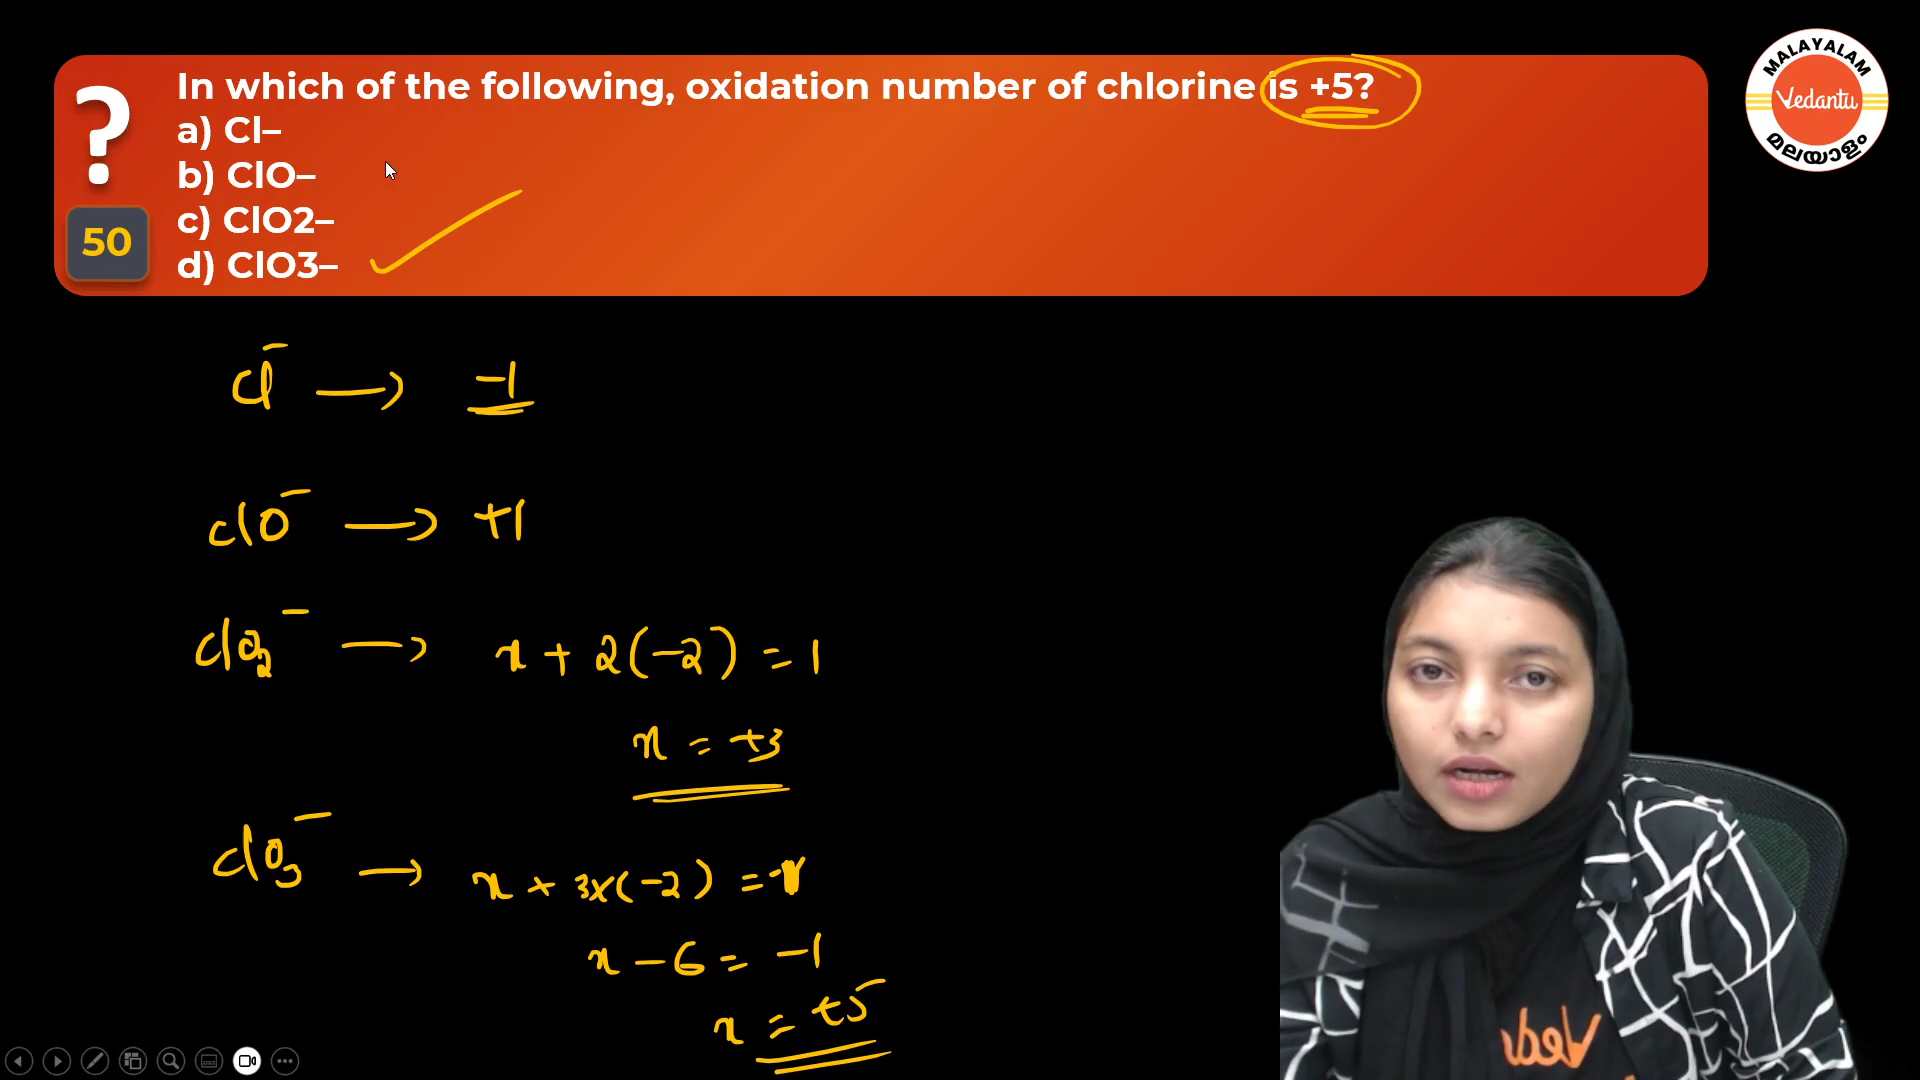 In which of the following, oxidation number of chlorine is +5?
a) Cl–
b) ClO–
c) ClO2–
d) ClO3–
?
50
MALAYALAM
Vedantu
മലയാളം
Cl⁻ → -1
ClO⁻ → +1
ClO₂⁻ → x + 2(-2) = 1
x = +3
ClO₃⁻ → x + 3x(-2) = -1
x - 6 = -1
x = +5
Vedu